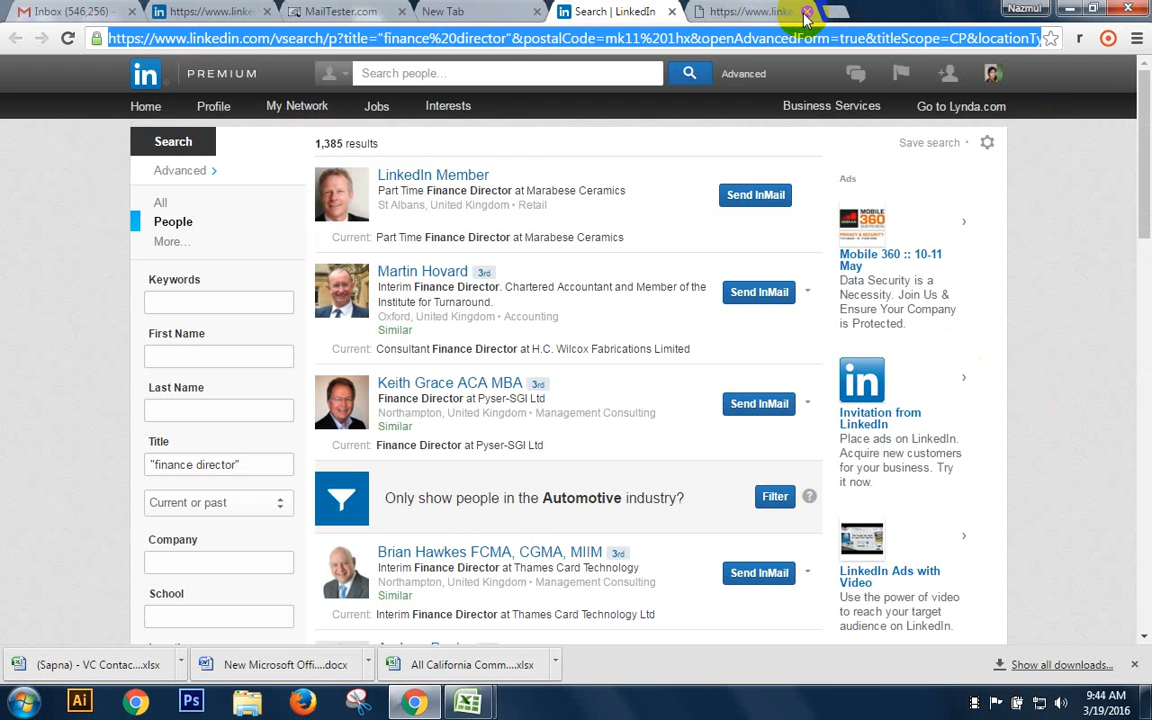 Inbox (546,256) -
https://www.linke
MailTester.com
New Tab
Search | LinkedIn
https://www.linke
Nazmul
https://www.linkedin.com/vsearch/p?title="finance%20director"&postalCode=mk11%201hx&openAdvancedForm=true&titleScope=CP&locationTy
r
in PREMIUM
Search people...
Advanced
Home
Profile
My Network
Jobs
Interests
Business Services
Go to Lynda.com
Search
Advanced
All
People
More...
Keywords
First Name
Last Name
Title
"finance director"
Current or past
Company
School
1,385 results
Save search
LinkedIn Member
Part Time Finance Director at Marabese Ceramics
St Albans, United Kingdom • Retail
Send InMail
Current: Part Time Finance Director at Marabese Ceramics
Martin Hovard 3rd
Interim Finance Director. Chartered Accountant and Member of the
Institute for Turnaround.
Oxford, United Kingdom • Accounting
Similar
Send InMail
Current: Consultant Finance Director at H.C. Wilcox Fabrications Limited
Keith Grace ACA MBA 3rd
Finance Director at Pyser-SGI Ltd
Northampton, United Kingdom • Management Consulting
Similar
Send InMail
Current: Finance Director at Pyser-SGI Ltd
Only show people in the Automotive industry?
Filter
?
Brian Hawkes FCMA, CGMA, MIIM 3rd
Interim Finance Director at Thames Card Technology
Northampton, United Kingdom • Management Consulting
Similar
Send InMail
Current: Interim Finance Director at Thames Card Technology Ltd
Ads
MOBILE
360
Mobile 360 :: 10-11
May
Data Security is a
Necessity. Join Us &
Ensure Your Company
is Protected.
in
Invitation from
LinkedIn
Place ads on LinkedIn.
Acquire new customers
for your business. Try
it now.
LinkedIn Ads with
Video
Use the power of video
to reach your target
audience on LinkedIn.
(Sapna) - VC Contac....xlsx
New Microsoft Offi....docx
All California Comm....xlsx
Show all downloads...
Ai
Ps
9:44 AM
3/19/2016